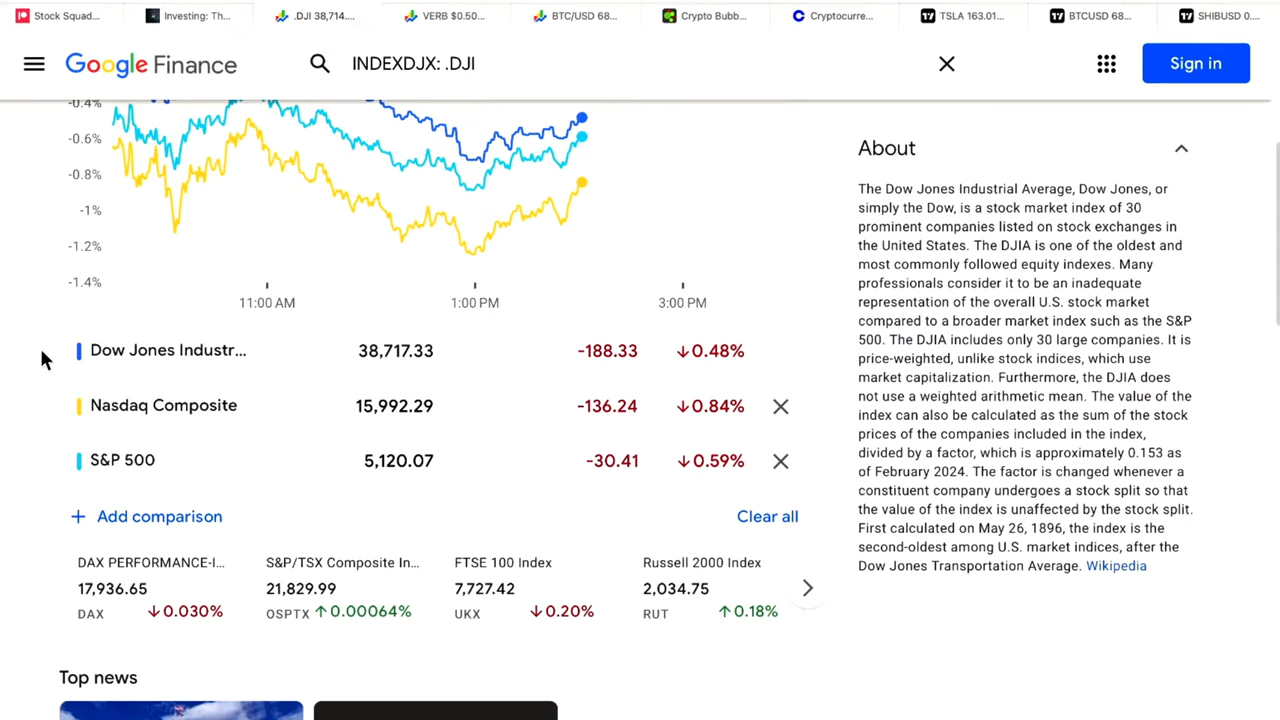 Stock Squad...
Investing: Th...
.DJI 38,714....
VERB $0.50...
BTC/USD 68...
Crypto Bubb...
Cryptocurre...
TSLA 163.01...
BTCUSD 68...
SHIBUSD 0....
Google Finance
INDEXDJX: .DJI
Sign in
-0.4%
-0.6%
-0.8%
-1%
-1.2%
-1.4%
11:00 AM
1:00 PM
3:00 PM
Dow Jones Industr... 38,717.33 -188.33 ↓0.48%
Nasdaq Composite 15,992.29 -136.24 ↓0.84%
S&P 500 5,120.07 -30.41 ↓0.59%
+ Add comparison
Clear all
DAX PERFORMANCE-I...
17,936.65
DAX ↓0.030%
S&P/TSX Composite In...
21,829.99
OSPTX ↑0.00064%
FTSE 100 Index
7,727.42
UKX ↓0.20%
Russell 2000 Index
2,034.75
RUT ↑0.18%
Top news
About
The Dow Jones Industrial Average, Dow Jones, or
simply the Dow, is a stock market index of 30
prominent companies listed on stock exchanges in
the United States. The DJIA is one of the oldest and
most commonly followed equity indexes. Many
professionals consider it to be an inadequate
representation of the overall U.S. stock market
compared to a broader market index such as the S&P
500. The DJIA includes only 30 large companies. It is
price-weighted, unlike stock indices, which use
market capitalization. Furthermore, the DJIA does
not use a weighted arithmetic mean. The value of the
index can also be calculated as the sum of the stock
prices of the companies included in the index,
divided by a factor, which is approximately 0.153 as
of February 2024. The factor is changed whenever a
constituent company undergoes a stock split so that
the value of the index is unaffected by the stock split.
First calculated on May 26, 1896, the index is the
second-oldest among U.S. market indices, after the
Dow Jones Transportation Average. Wikipedia